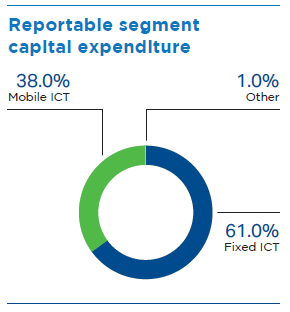 Reportable segment
capital expenditure
38.0%
Mobile ICT
1.0%
Other
61.0%
Fixed ICT